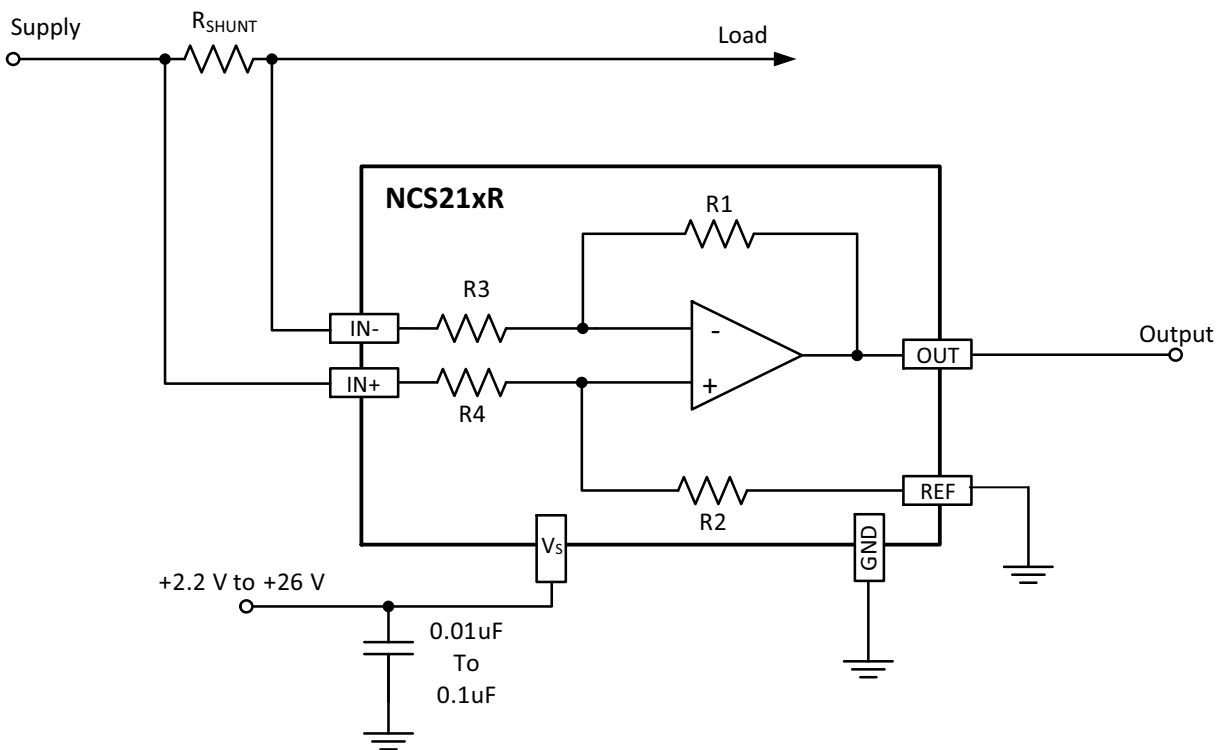 Supply
RSHUNT
Load
NCS21xR
R1
R3
IN-
-
OUT
Output
IN+
+
R4
REF
R2
VS
GND
+2.2 V to +26 V
0.01uF
To
0.1uF